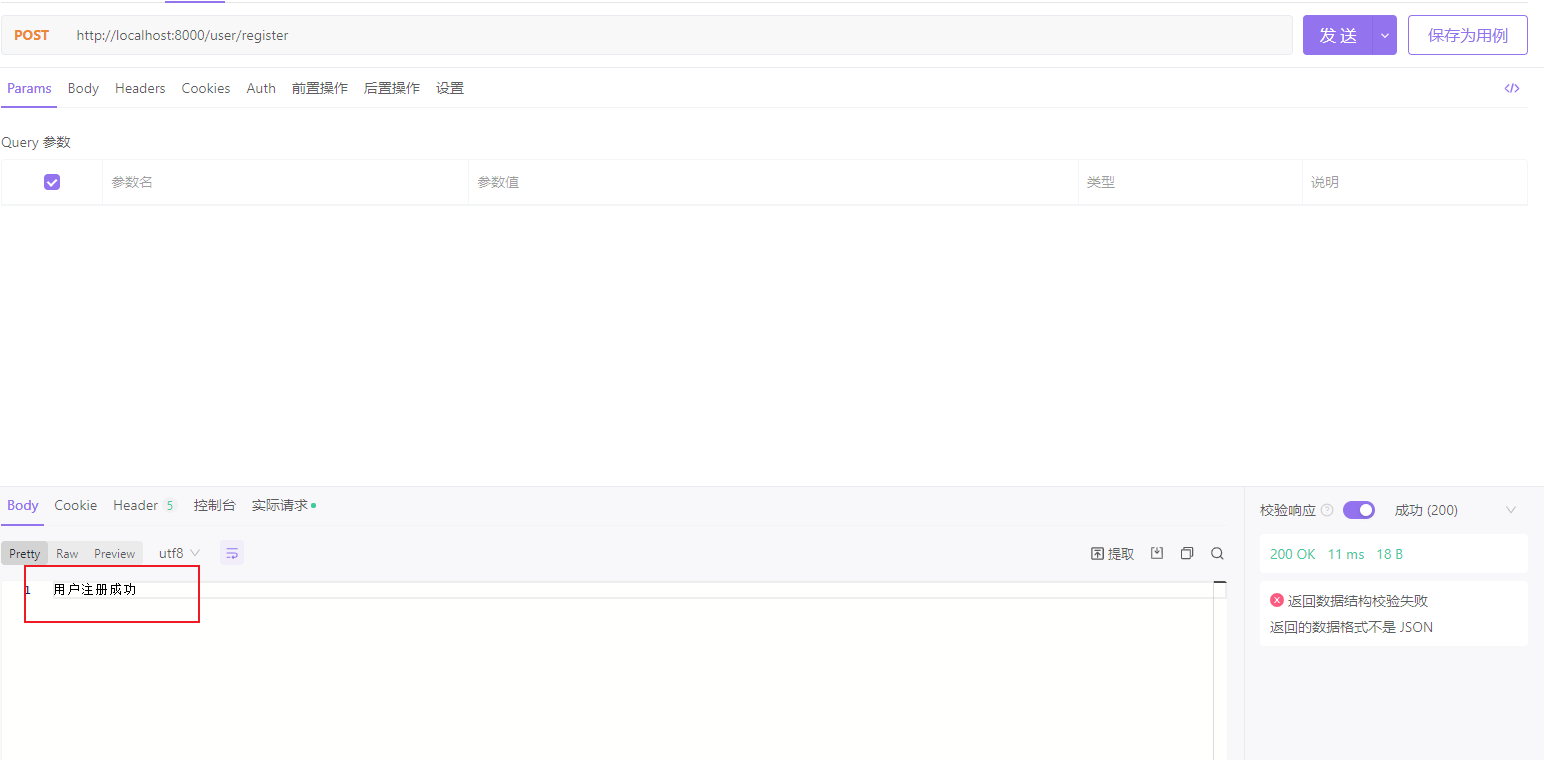 POST http://localhost:8000/user/register 发 送 保存为用例
Params Body Headers Cookies Auth 前置操作 后置操作 设置 </>
Query 参数
参数名 参数值 类型 说明
Body Cookie Header 5 控制台 实际请求
校验响应 ? 成功 (200)
Pretty Raw Preview utf8 提取
200 OK 11 ms 18 B
1 用户注册成功
返回数据结构校验失败
返回的数据格式不是 JSON